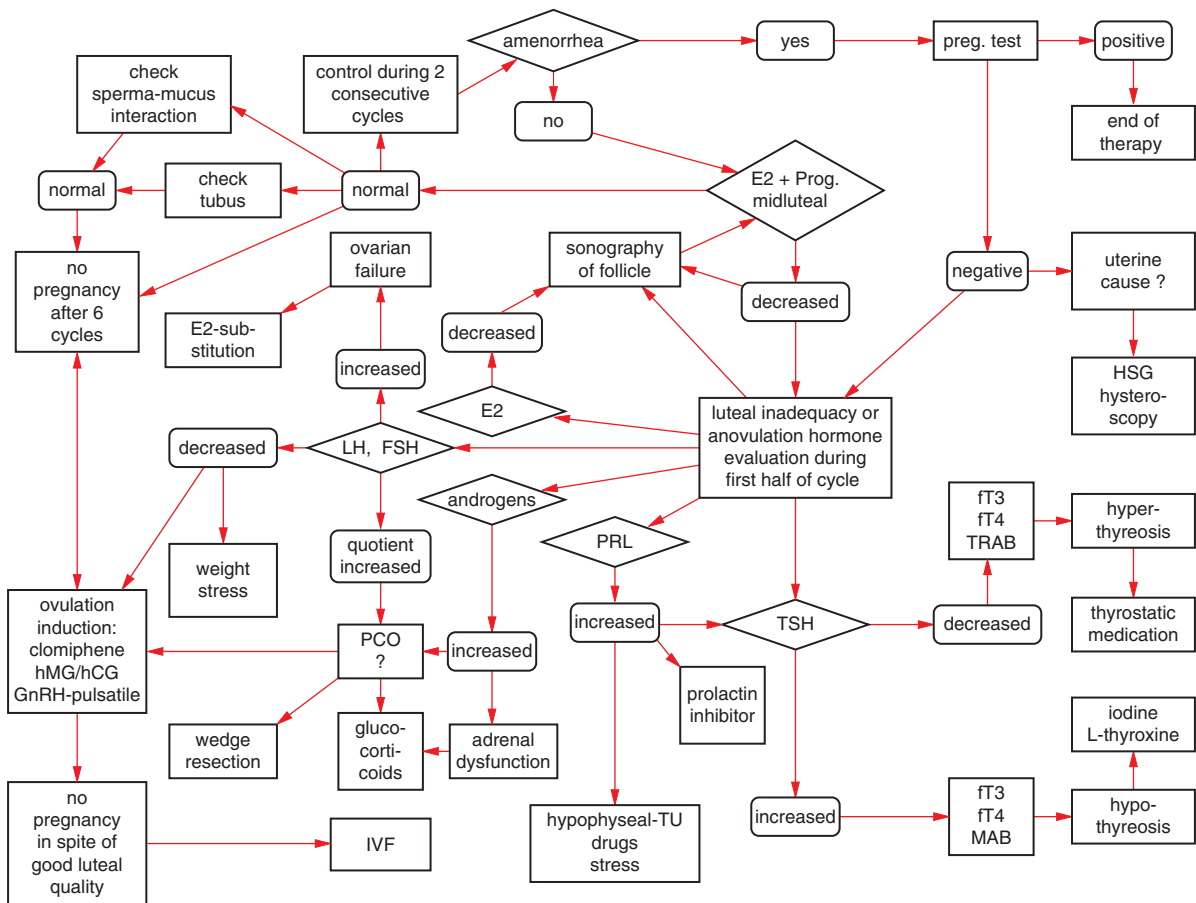 amenorrhea
yes
preg. test
positive
check
sperma-mucus
interaction
control during 2
consecutive
cycles
no
end of
therapy
normal
check
tubus
normal
E2 + Prog.
midluteal
no
pregnancy
after 6
cycles
ovarian
failure
sonography
of follicle
decreased
negative
uterine
cause ?
E2-sub-
stitution
decreased
increased
HSG
hystero-
scopy
E2
luteal inadequacy or
anovulation hormone
evaluation during
first half of cycle
decreased
LH, FSH
androgens
fT3
fT4
TRAB
hyper-
thyreosis
quotient
increased
PRL
weight
stress
ovulation
induction:
clomiphene
hMG/hCG
GnRH-pulsatile
PCO
?
increased
increased
TSH
decreased
thyrostatic
medication
wedge
resection
gluco-
corti-
coids
adrenal
dysfunction
prolactin
inhibitor
iodine
L-thyroxine
no
pregnancy
in spite of
good luteal
quality
IVF
hypophyseal-TU
drugs
stress
increased
fT3
fT4
MAB
hypo-
thyreosis